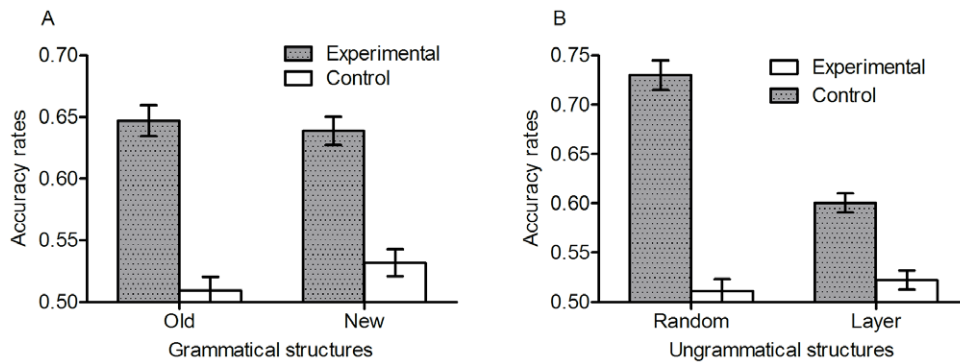 A
Accuracy rates
0.70
0.65
0.60
0.55
0.50
Experimental
Control
Old
New
Grammatical structures
B
Accuracy rates
0.75
0.70
0.65
0.60
0.55
0.50
Experimental
Control
Random
Layer
Ungrammatical structures